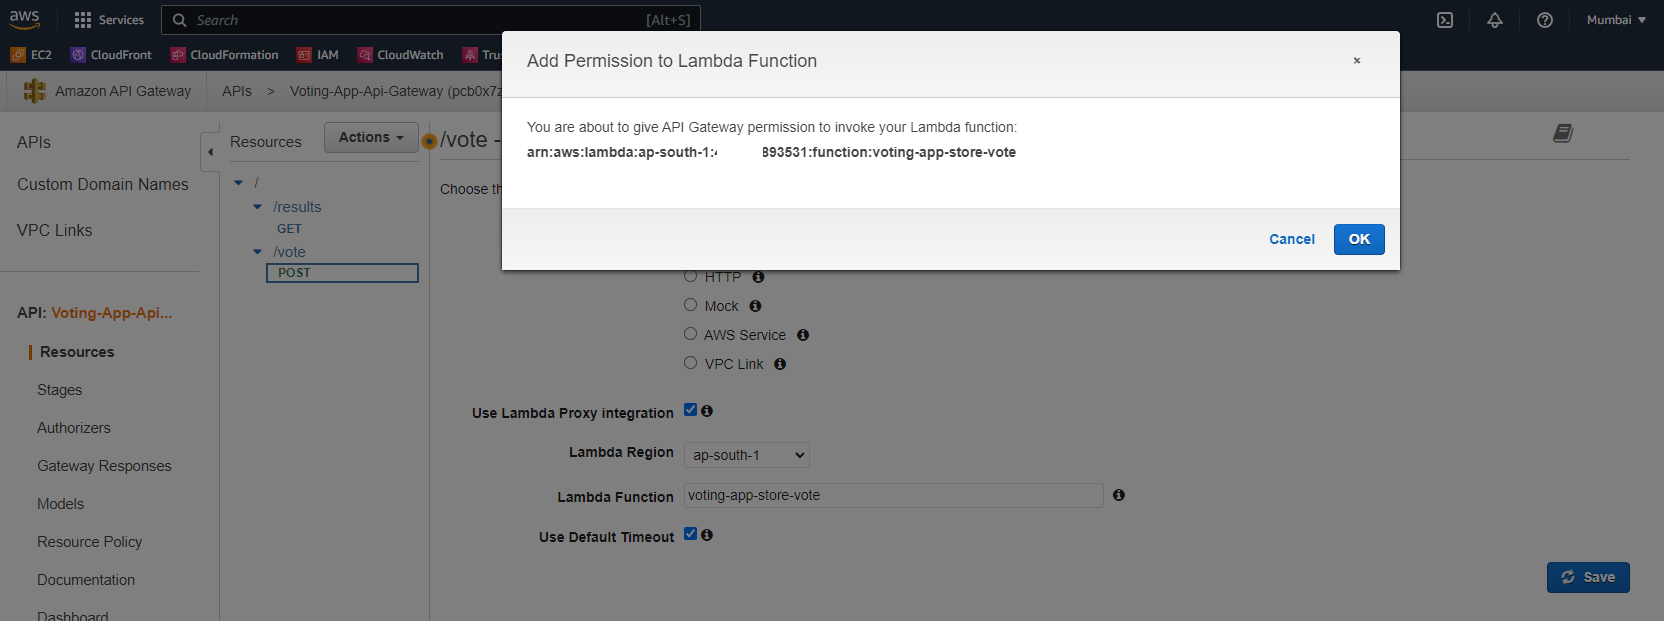 aws Services Search [Alt+S] Mumbai
EC2 CloudFront CloudFormation IAM CloudWatch
Add Permission to Lambda Function ×
You are about to give API Gateway permission to invoke your Lambda function:
arn:aws:lambda:ap-south-1: 893531:function:voting-app-store-vote
Cancel OK
Amazon API Gateway APIs > Voting-App-Api-Gateway (pcb0x7z
APIs
Custom Domain Names
VPC Links
API: Voting-App-Api...
Resources
Stages
Authorizers
Gateway Responses
Models
Resource Policy
Documentation
Dashboard
Resources Actions
/
/results
GET
/vote
POST
/vote -
Choose
HTTP
Mock
AWS Service
VPC Link
Use Lambda Proxy integration
Lambda Region ap-south-1
Lambda Function voting-app-store-vote
Use Default Timeout
Save